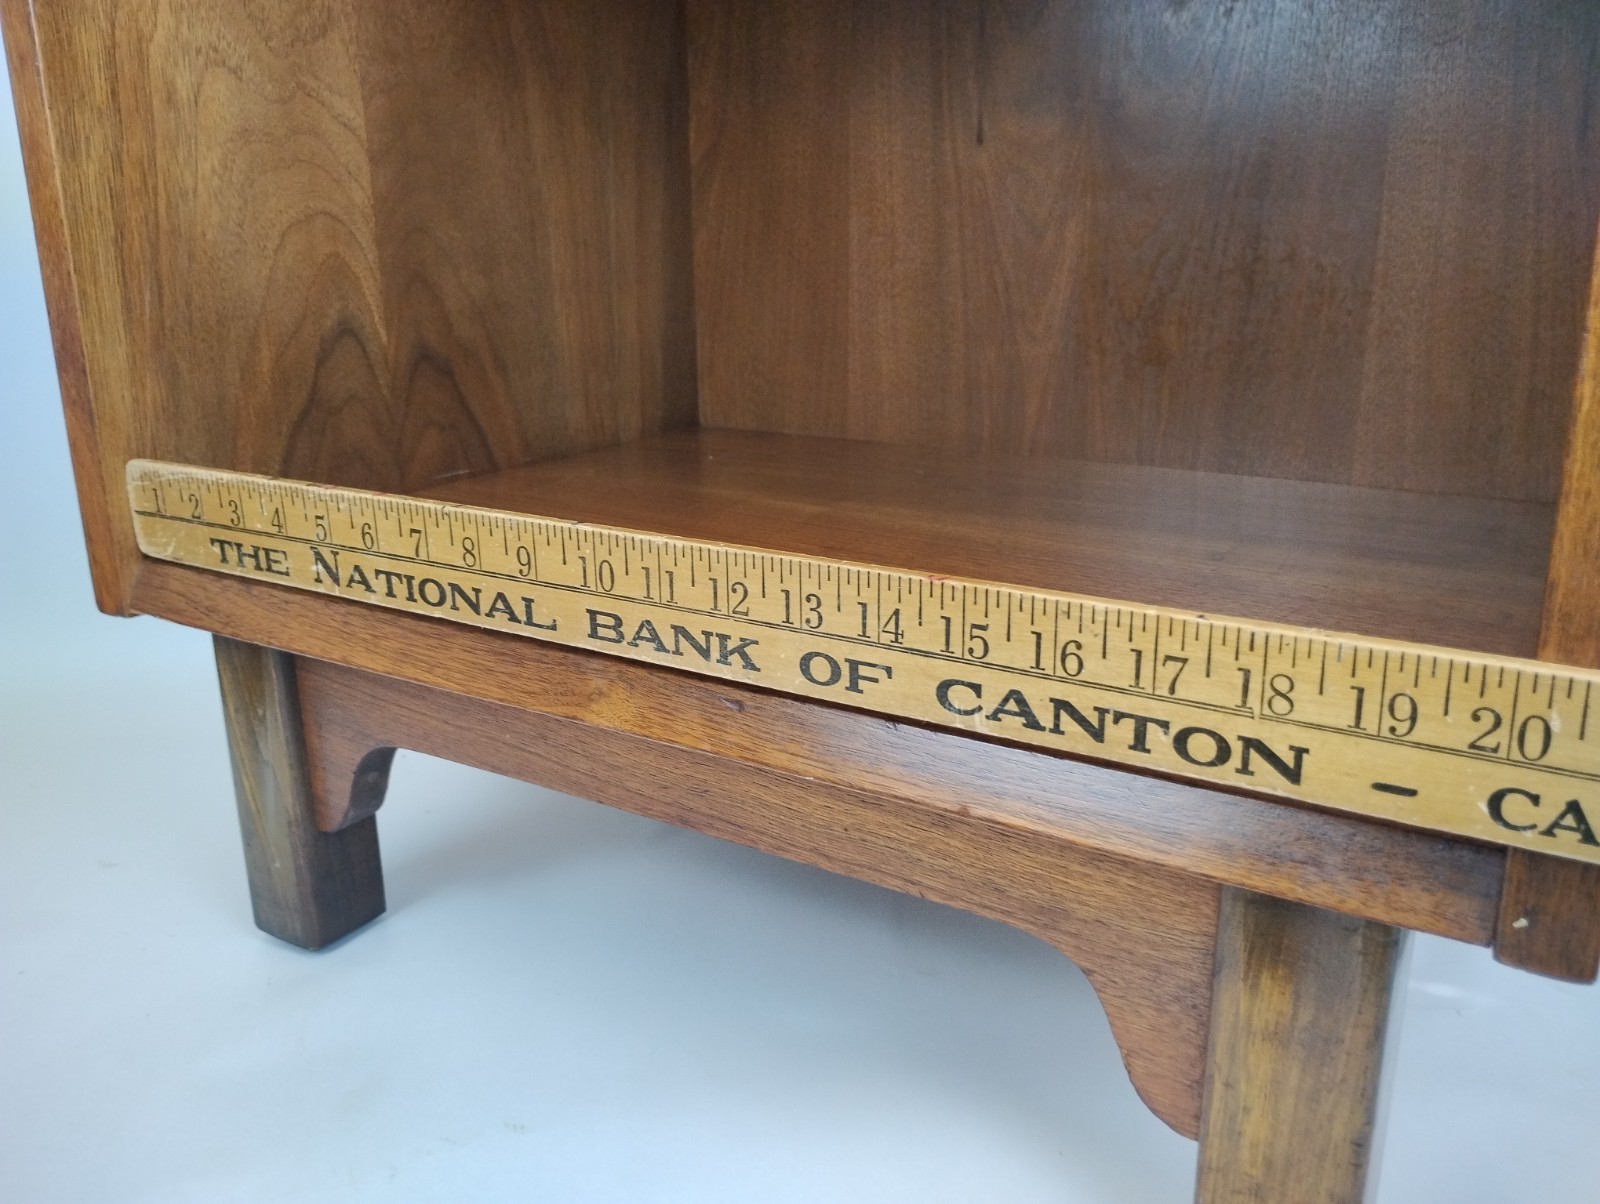 1 2 3 4 5 6 7 8 9 10 11 12 13 14 15 16 17 18 19 20
THE NATIONAL BANK OF CANTON - CA